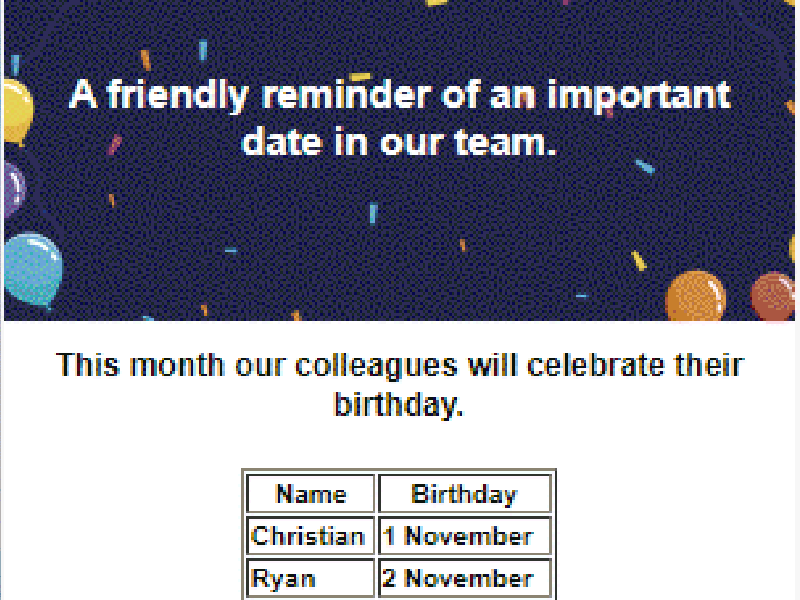 A friendly reminder of an important
date in our team.
This month our colleagues will celebrate their
birthday.
Name Birthday
Christian 1 November
Ryan 2 November